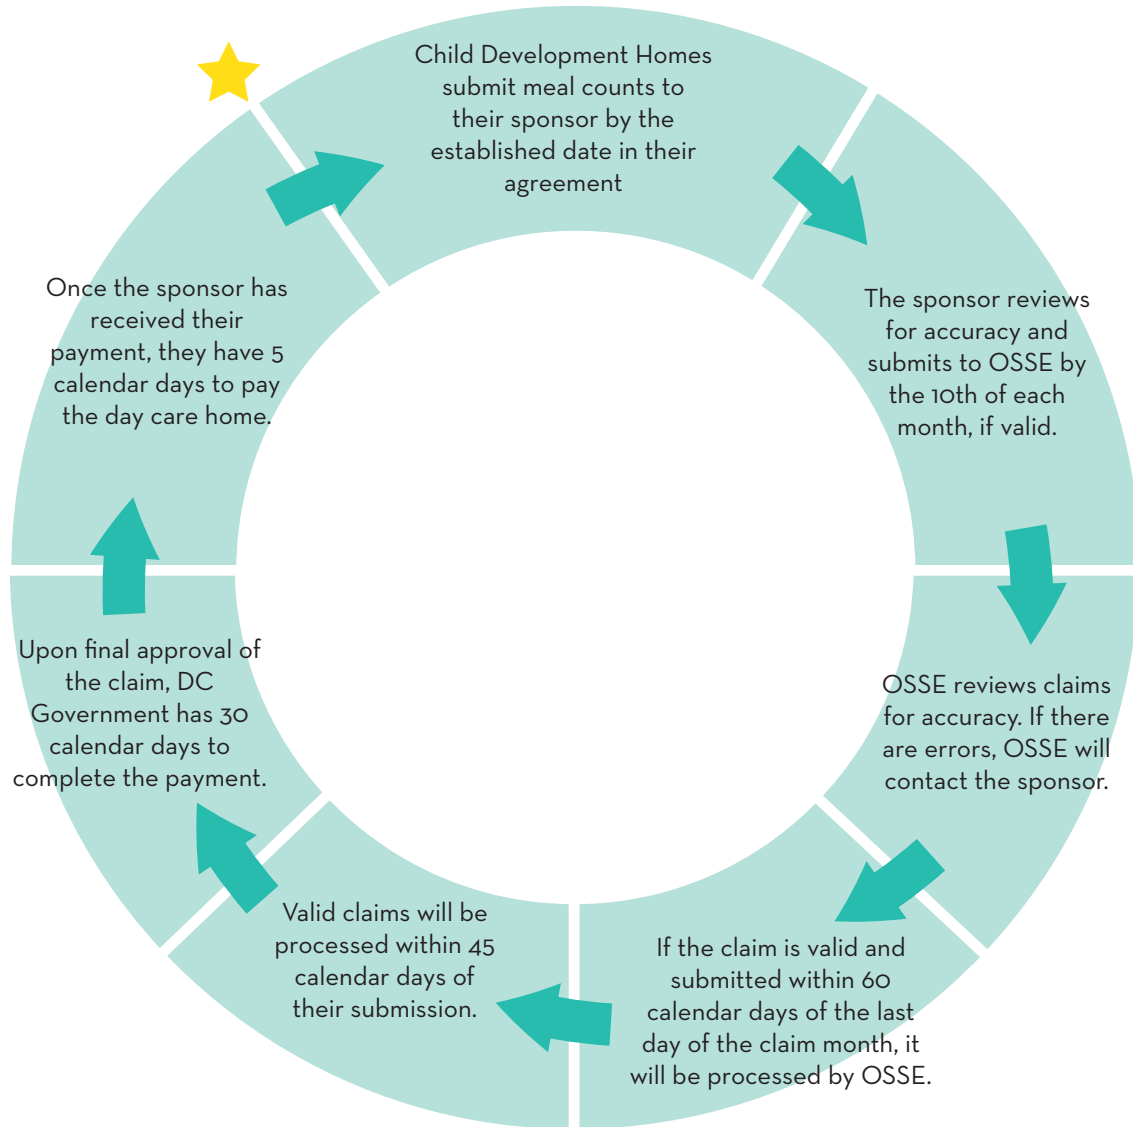 Child Development Homes
submit meal counts to
their sponsor by the
established date in their
agreement
The sponsor reviews
for accuracy and
submits to OSSE by
the 10th of each
month, if valid.
OSSE reviews claims
for accuracy. If there
are errors, OSSE will
contact the sponsor.
If the claim is valid and
submitted within 60
calendar days of the last
day of the claim month, it
will be processed by OSSE.
Valid claims will be
processed within 45
calendar days of
their submission.
Upon final approval of
the claim, DC
Government has 30
calendar days to
complete the payment.
Once the sponsor has
received their
payment, they have 5
calendar days to pay
the day care home.